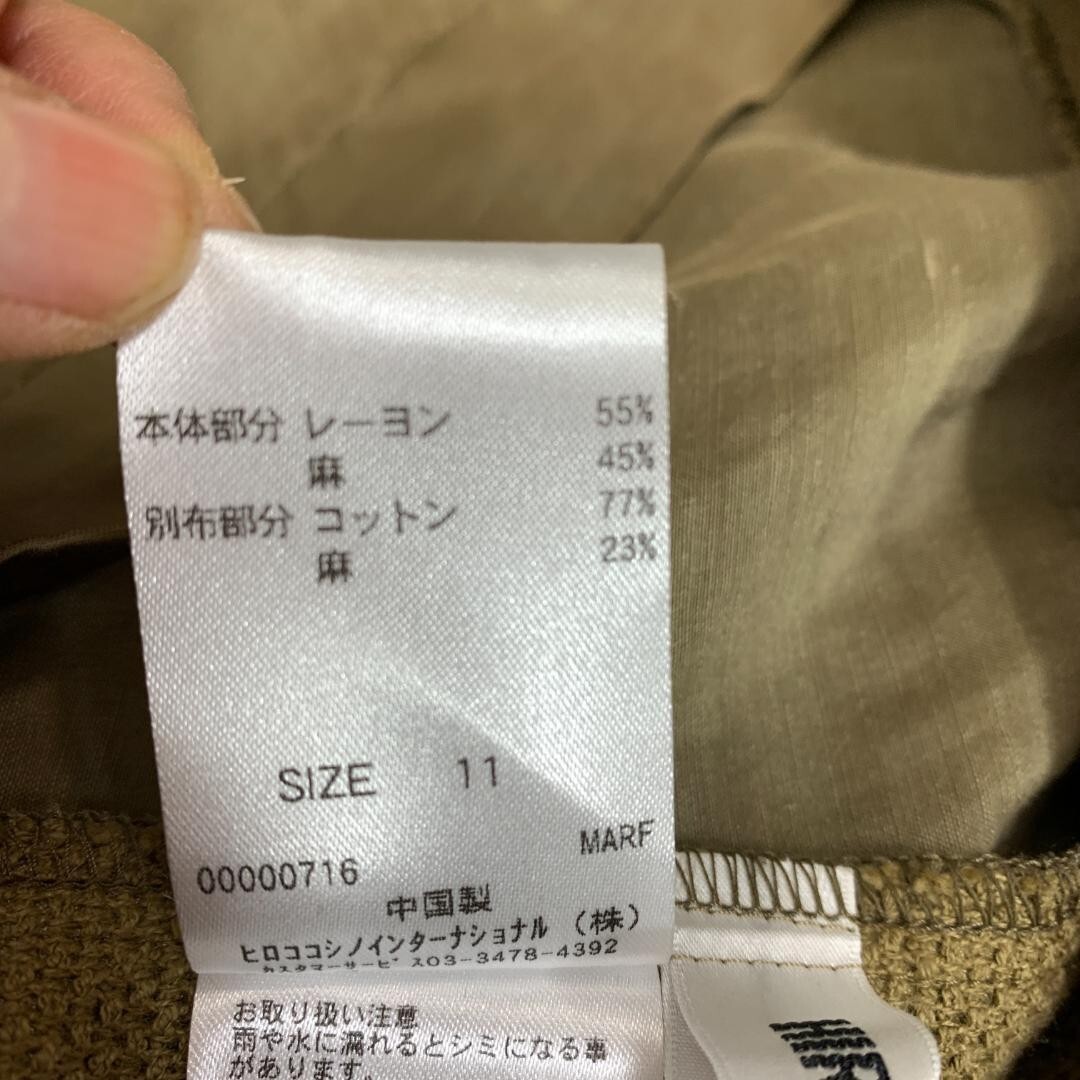 本体部分 レーヨン 55%
麻 45%
別布部分 コットン 77%
麻 23%
SIZE 11
MARF
00000716
中国製
ヒロココシノインターナショナル（株）
カスタマーサービス03-3478-4392
お取り扱い注意
雨や水に濡れるとシミになる事
があります。